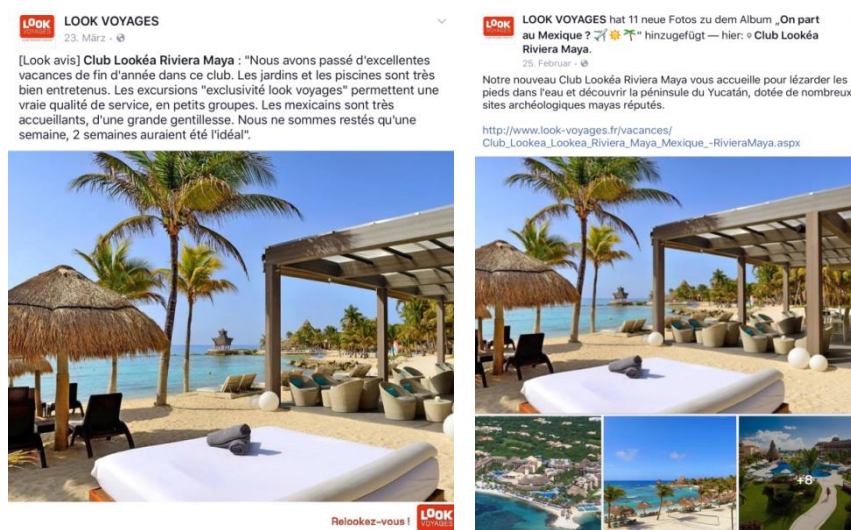 LOOK
VOYAGES
LOOK VOYAGES
23. März
[Look avis] Club Lookéa Riviera Maya : "Nous avons passé d'excellentes
vacances de fin d'année dans ce club. Les jardins et les piscines sont très
bien entretenus. Les excursions "exclusivité look voyages" permettent une
vraie qualité de service, en petits groupes. Les mexicains sont très
accueillants, d'une grande gentillesse. Nous ne sommes restés qu'une
semaine, 2 semaines auraient été l'idéal".
Relookez-vous !
LOOK
VOYAGES
LOOK
VOYAGES
LOOK VOYAGES hat 11 neue Fotos zu dem Album „On part
au Mexique ? ✈☀🌴“ hinzugefügt — hier: Club Lookéa
Riviera Maya.
25. Februar
Notre nouveau Club Lookéa Riviera Maya vous accueille pour lézarder les
pieds dans l'eau et découvrir la péninsule du Yucatán, dotée de nombreux
sites archéologiques mayas réputés.
http://www.look-voyages.fr/vacances/
Club_Lookea_Lookea_Riviera_Maya_Mexique_-RivieraMaya.aspx
+8